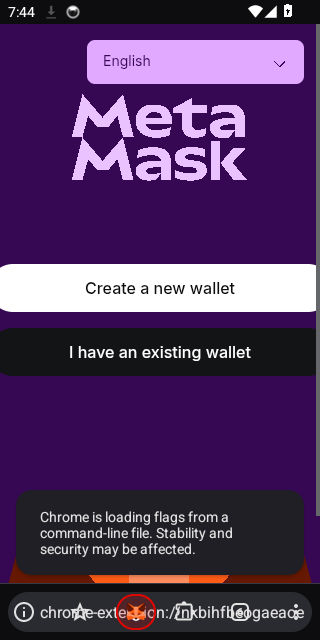 7:44
English
Meta
Mask
Create a new wallet
I have an existing wallet
Chrome is loading flags from a
command-line file. Stability and
security may be affected.